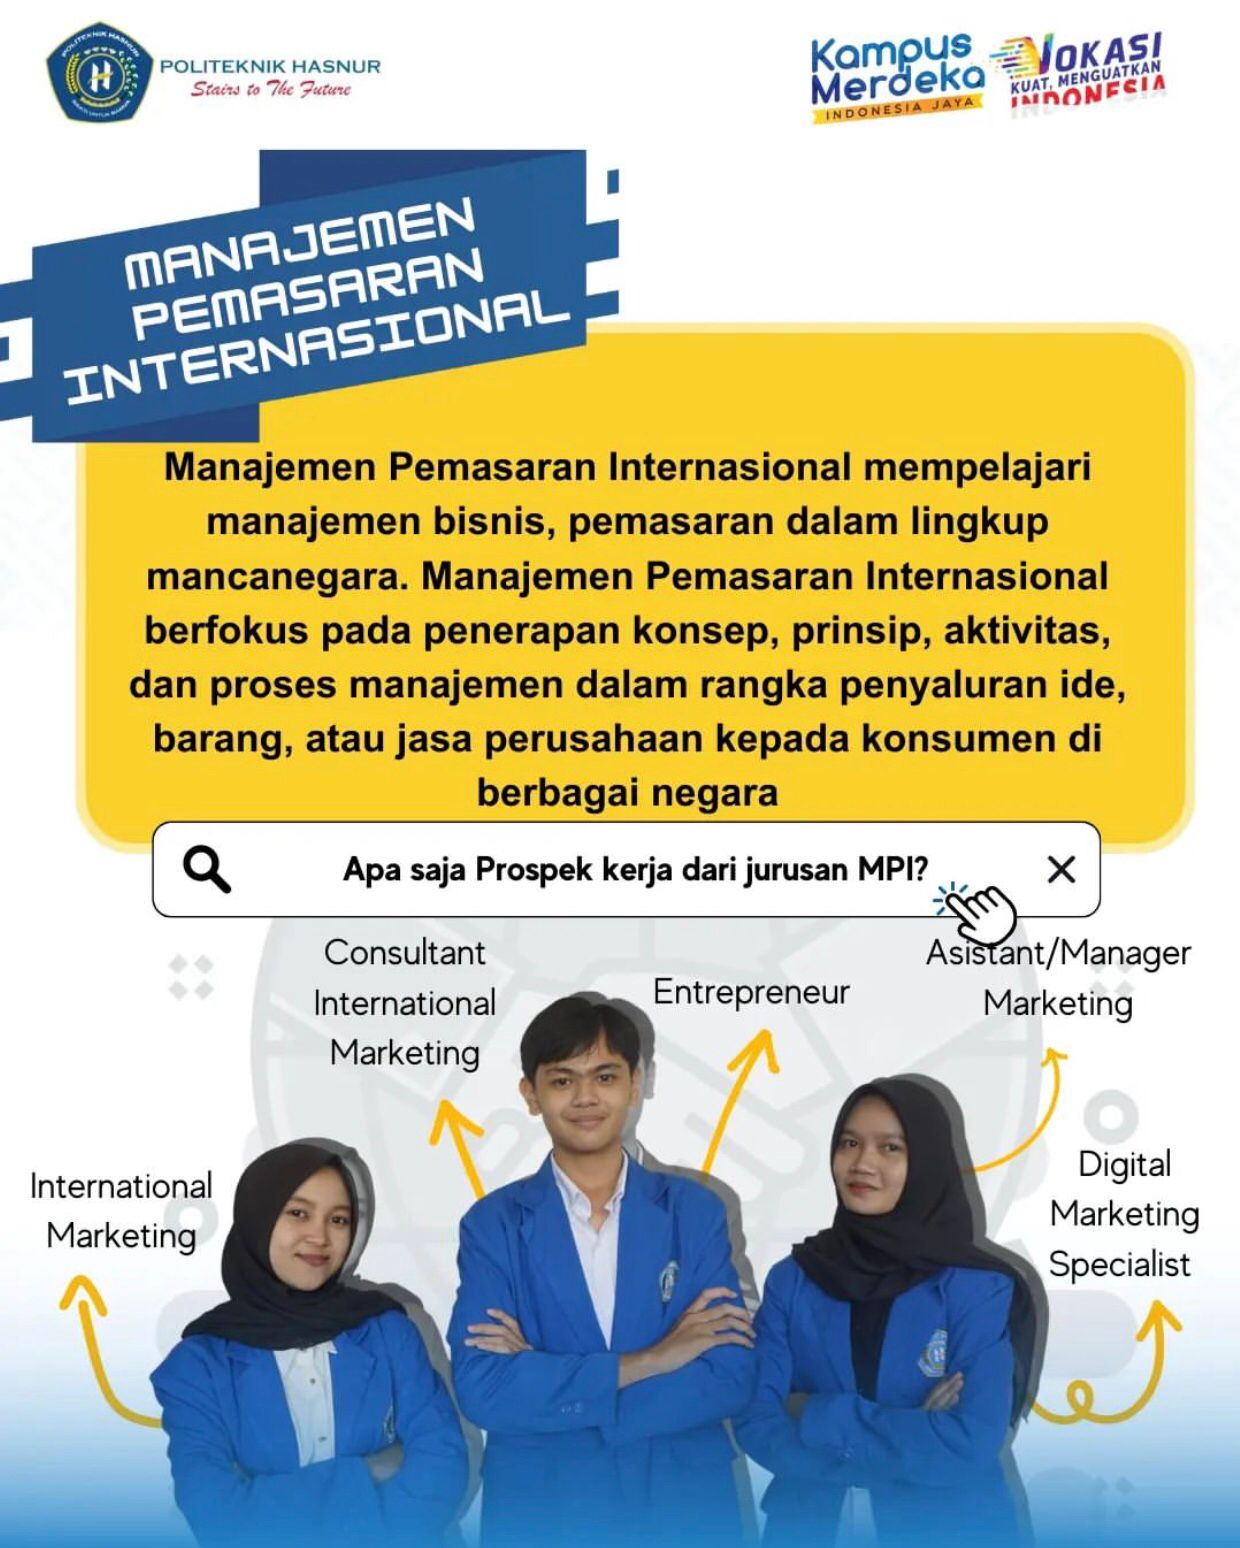 POLITEKNIK HASNUR
Stairs to The Future
POLITEKNIK HASNUR
H
Kampus
Merdeka
INDONESIA JAYA
VOKASI
KUAT, MENGUATKAN
INDONESIA
MANAJEMEN
PEMASARAN
INTERNASIONAL
Manajemen Pemasaran Internasional mempelajari
manajemen bisnis, pemasaran dalam lingkup
mancanegara. Manajemen Pemasaran Internasional
berfokus pada penerapan konsep, prinsip, aktivitas,
dan proses manajemen dalam rangka penyaluran ide,
barang, atau jasa perusahaan kepada konsumen di
berbagai negara
Apa saja Prospek kerja dari jurusan MPI?
Consultant
International
Marketing
Entrepreneur
Asistant/Manager
Marketing
International
Marketing
Digital
Marketing
Specialist